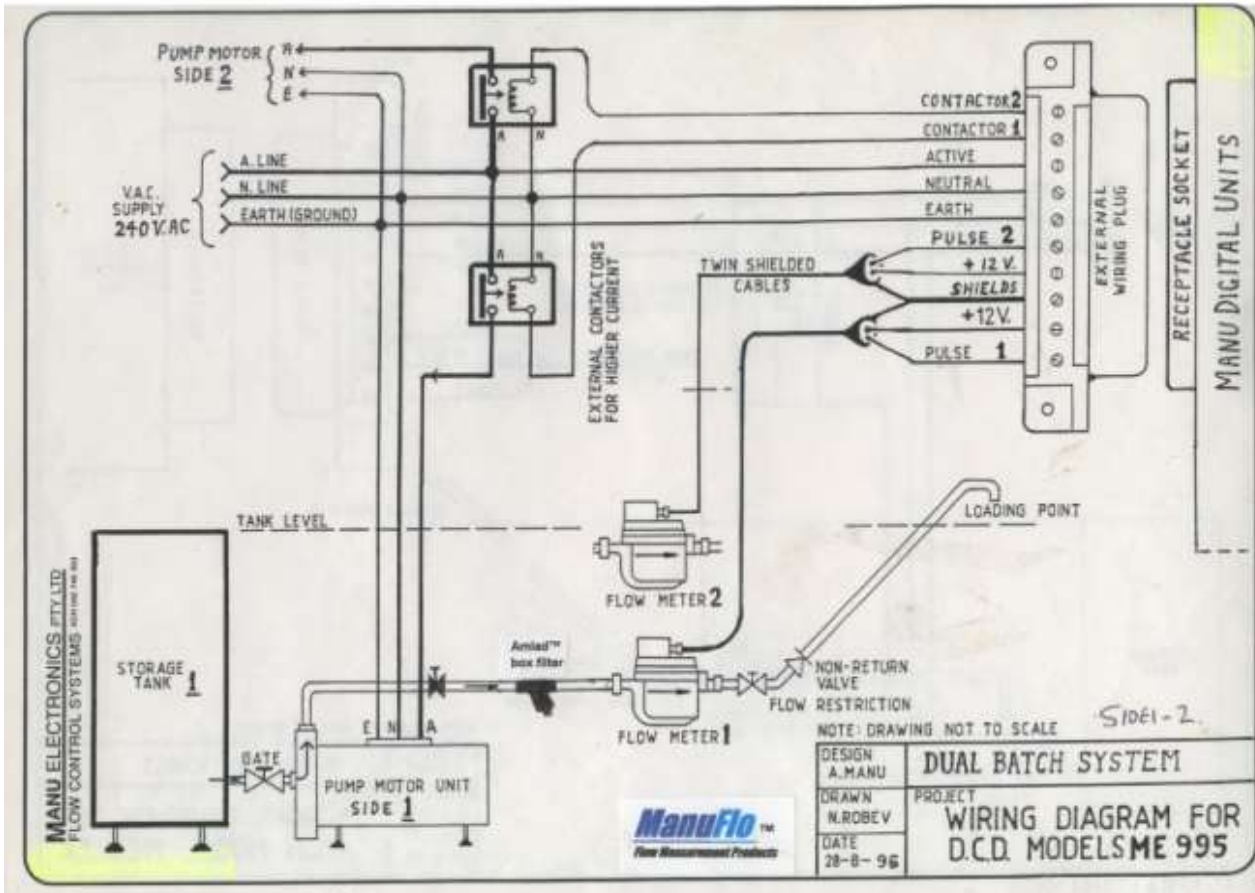 PUMP MOTOR
SIDE 2
A
N
E
V.A.C.
SUPPLY
240V.AC
A. LINE
N. LINE
EARTH (GROUND)
A
N
A
N
EXTERNAL CONTACTORS
FOR HIGHER CURRENT
CONTACTOR 2
CONTACTOR 1
ACTIVE
NEUTRAL
EARTH
PULSE 2
+ 12 V.
SHIELDS
+12V.
PULSE 1
TWIN SHIELDED
CABLES
EXTERNAL
WIRING PLUG
RECEPTACLE SOCKET
MANU DIGITAL UNITS
TANK LEVEL
LOADING POINT
FLOW METER 2
STORAGE
TANK 1
GATE
E N A
PUMP MOTOR UNIT
SIDE 1
Amiad™
box filter
FLOW METER 1
NON-RETURN
VALVE
FLOW RESTRICTION
NOTE: DRAWING NOT TO SCALE
SIDE 1-2.
MANU ELECTRONICS PTY LTD
FLOW CONTROL SYSTEMS
ManuFlo ™
Flow Measurement Products
DESIGN
A.MANU
DUAL BATCH SYSTEM
DRAWN
N.ROBEV
PROJECT
WIRING DIAGRAM FOR
D.C.D. MODELS ME 995
DATE
28-8-96